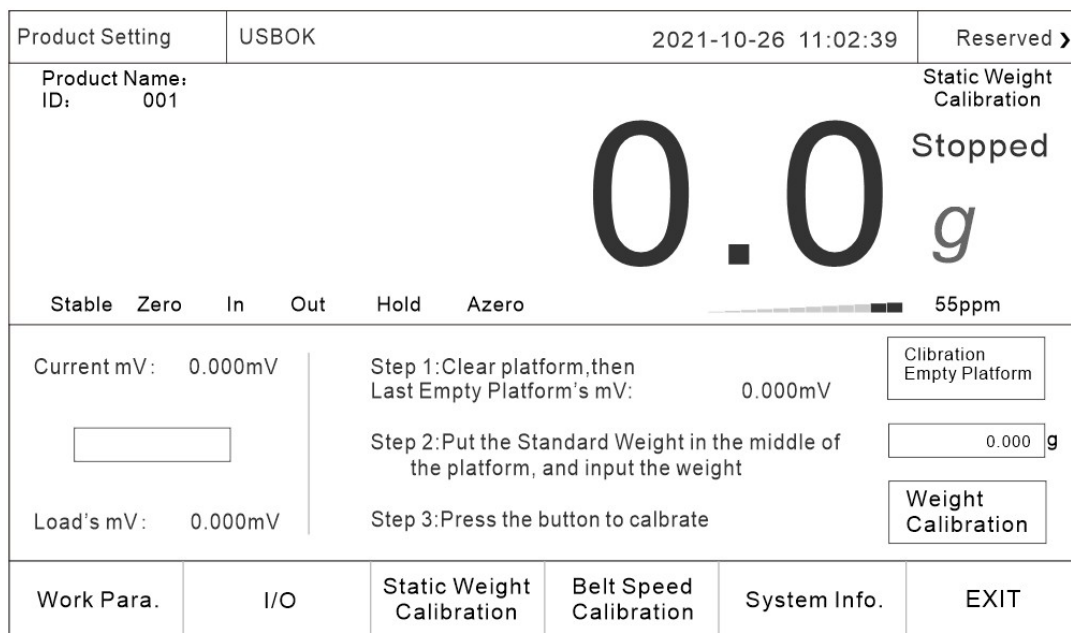 Product Setting
USBOK
2021-10-26 11:02:39
Reserved ❯
Product Name:
ID: 001
Static Weight
Calibration
Stopped
0.0 g
Stable Zero In Out Hold Azero
55ppm
Current mV: 0.000mV
Load's mV: 0.000mV
Step 1:Clear platform,then
Last Empty Platform's mV: 0.000mV
Clibration
Empty Platform
Step 2:Put the Standard Weight in the middle of
the platform, and input the weight
0.000 g
Step 3:Press the button to calbrate
Weight
Calibration
Work Para.
I/O
Static Weight
Calibration
Belt Speed
Calibration
System Info.
EXIT